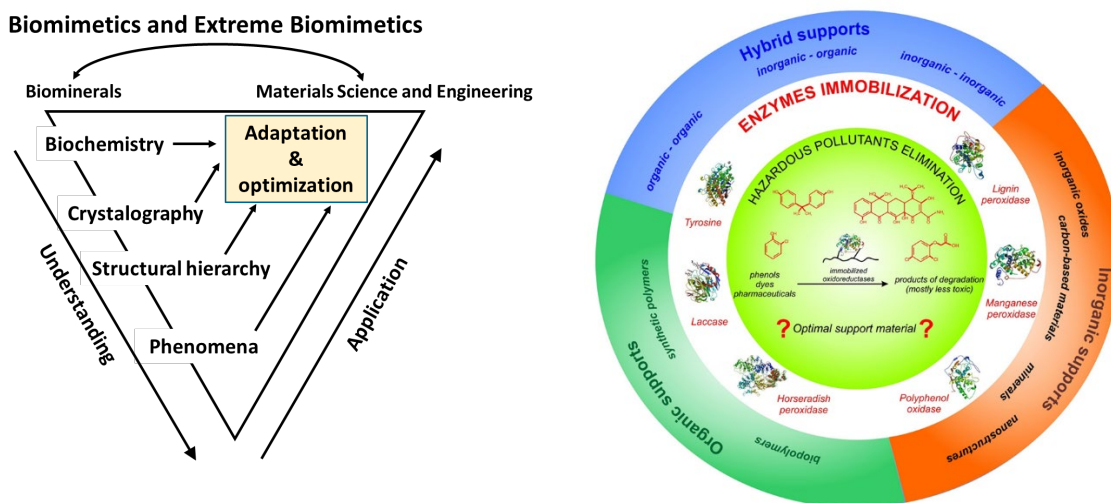 Biomimetics and Extreme Biomimetics
Biominerals
Materials Science and Engineering
Biochemistry
Adaptation
&
optimization
Crystalography
Structural hierarchy
Phenomena
Understanding
Application
Hybrid supports
inorganic - organic
inorganic - inorganic
organic - organic
ENZYMES IMMOBILIZATION
HAZARDOUS POLLUTANTS ELIMINATION
Tyrosine
Lignin
peroxidase
Laccase
Manganese
peroxidase
Horseradish
peroxidase
Polyphenol
oxidase
phenols
dyes
pharmaceuticals
immobilized
oxidoreductases
products of degradation
(mostly less toxic)
? Optimal support material ?
Organic supports
synthetic polymers
biopolymers
Inorganic supports
inorganic oxides
carbon-based materials
minerals
nanostructures